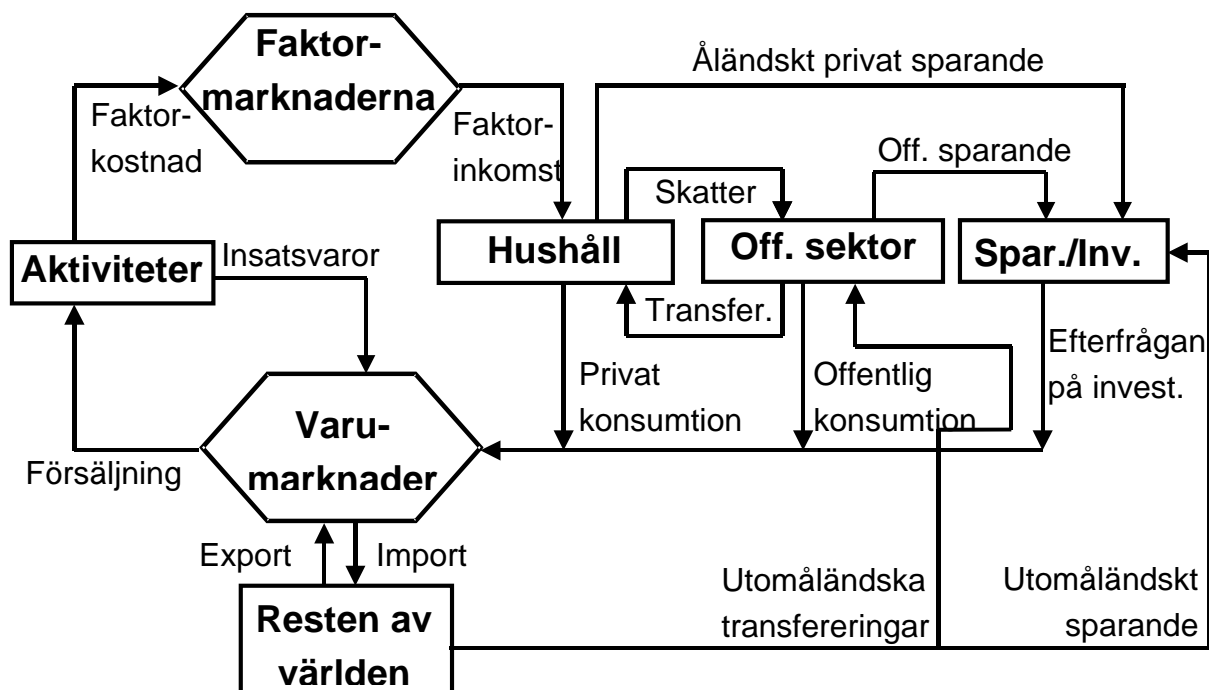 Faktor-
marknaderna
Åländskt privat sparande
Faktor-
kostnad
Faktor-
inkomst
Off. sparande
Skatter
Aktiviteter
Insatsvaror
Hushåll
Off. sektor
Spar./Inv.
Transfer.
Efterfrågan
på invest.
Privat
konsumtion
Offentlig
konsumtion
Varu-
marknader
Försäljning
Export
Import
Utomåländska
transfereringar
Utomåländskt
sparande
Resten av
världen